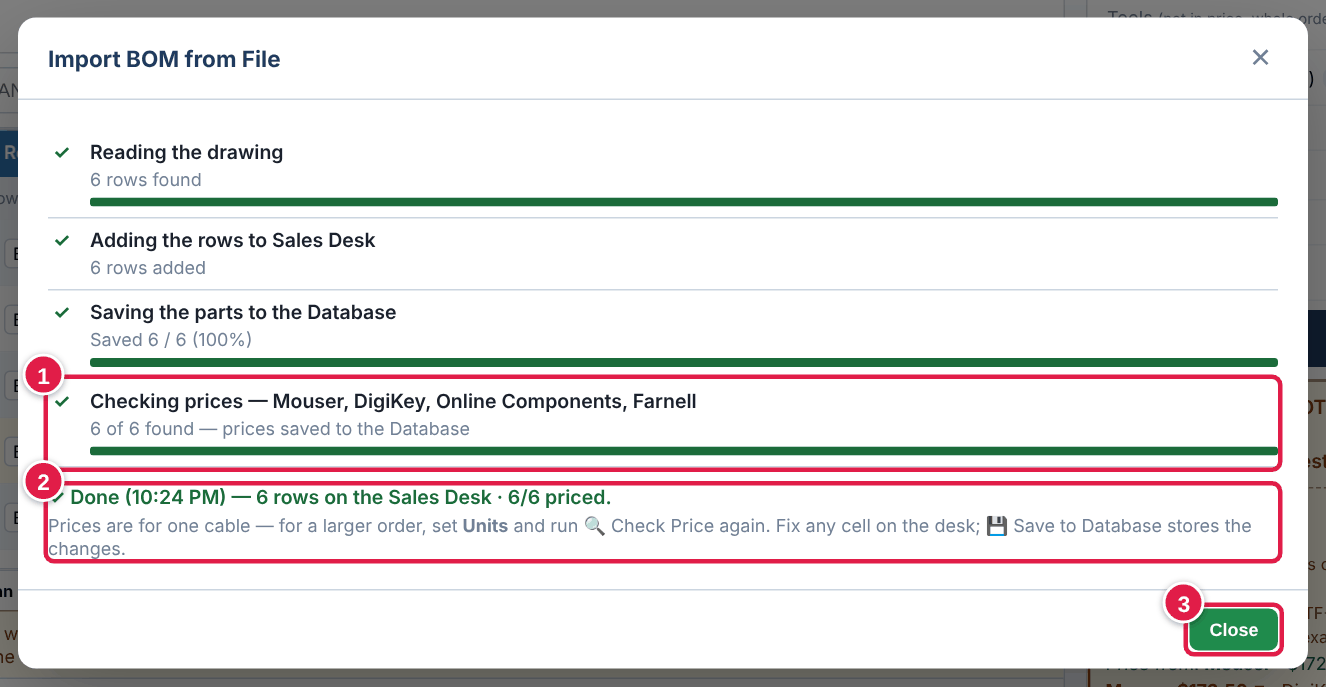 Import BOM from File
✕
✓ Reading the drawing
6 rows found
✓ Adding the rows to Sales Desk
6 rows added
✓ Saving the parts to the Database
Saved 6 / 6 (100%)
1
✓ Checking prices — Mouser, DigiKey, Online Components, Farnell
6 of 6 found — prices saved to the Database
2
✓ Done (10:24 PM) — 6 rows on the Sales Desk · 6/6 priced.
Prices are for one cable — for a larger order, set Units and run 🔍 Check Price again. Fix any cell on the desk; 💾 Save to Database stores the
changes.
3
Close